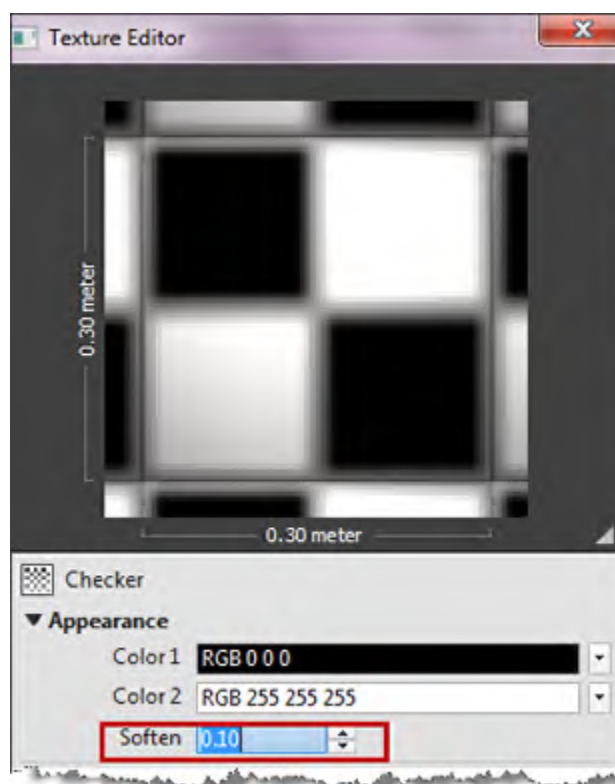 Texture Editor
0.30 meter
0.30 meter
Checker
Appearance
Color 1 RGB 0 0 0
Color 2 RGB 255 255 255
Soften 0.10